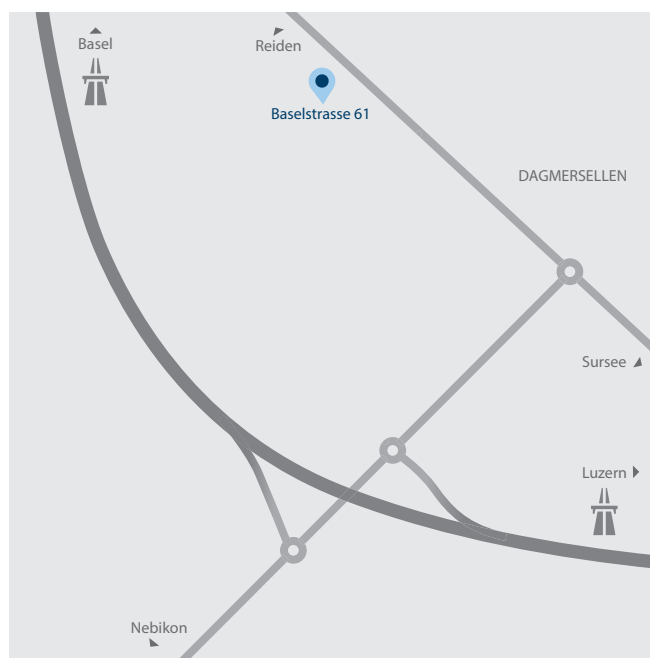 Basel
Reiden
Baselstrasse 61
DAGMERSELLEN
Sursee
Luzern
Nebikon